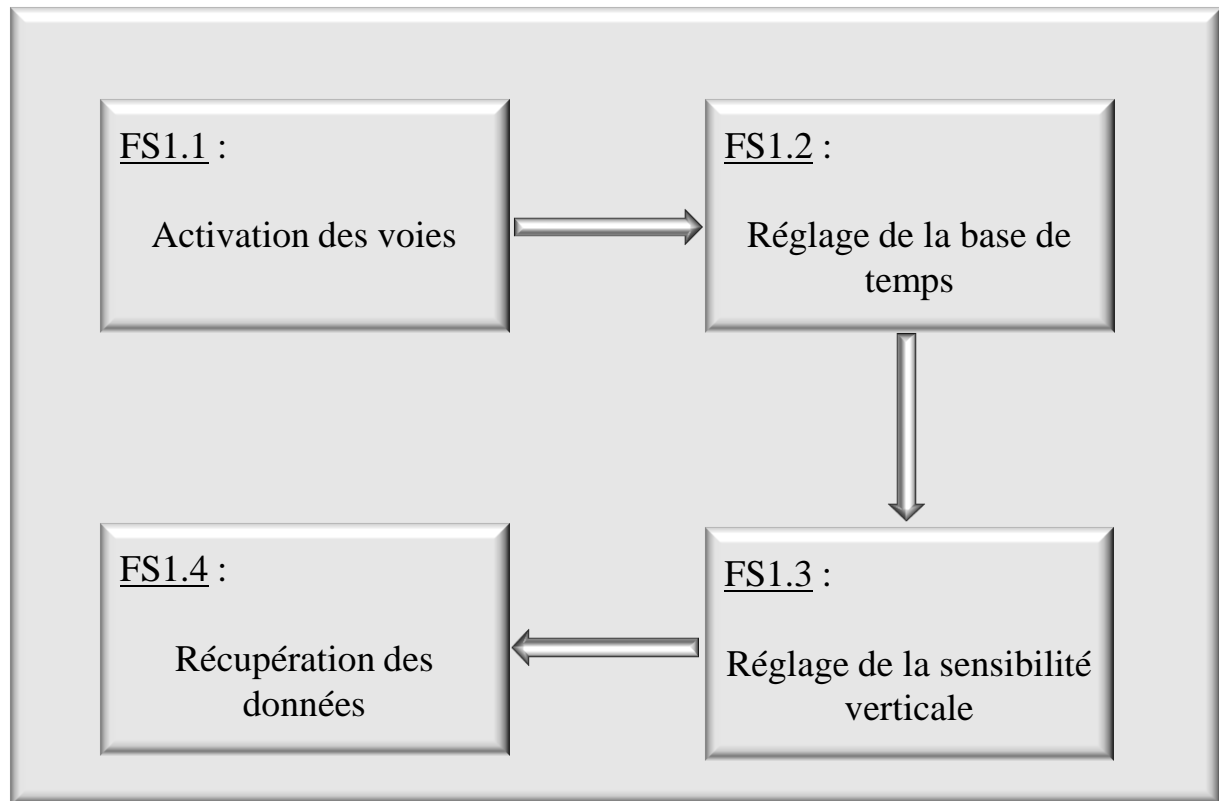 FS1.1 :
Activation des voies
FS1.2 :
Réglage de la base de
temps
FS1.3 :
Réglage de la sensibilité
verticale
FS1.4 :
Récupération des
données